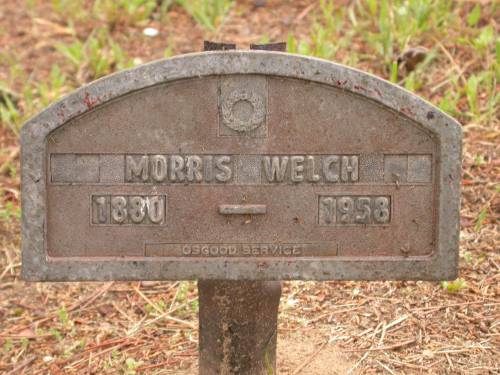 MORRIS WELCH
1880 - 1958
OSGOOD SERVICE